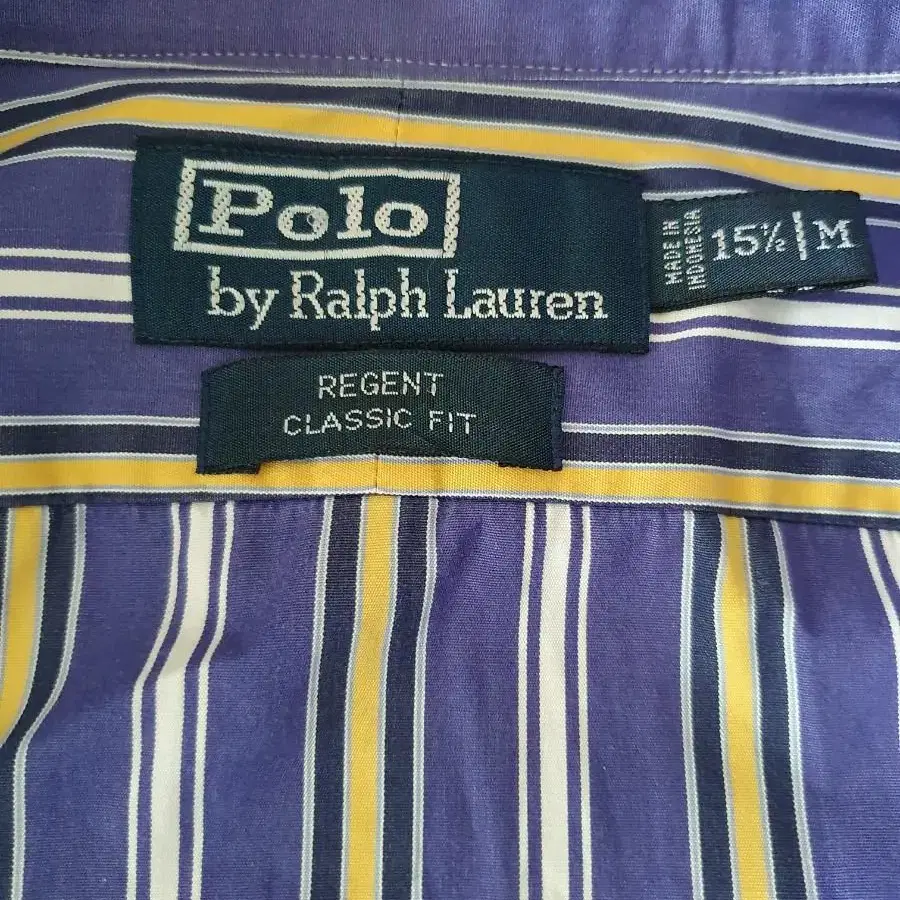 Polo
by Ralph Lauren
MADE IN
INDONESIA
15½ | M
REGENT
CLASSIC FIT